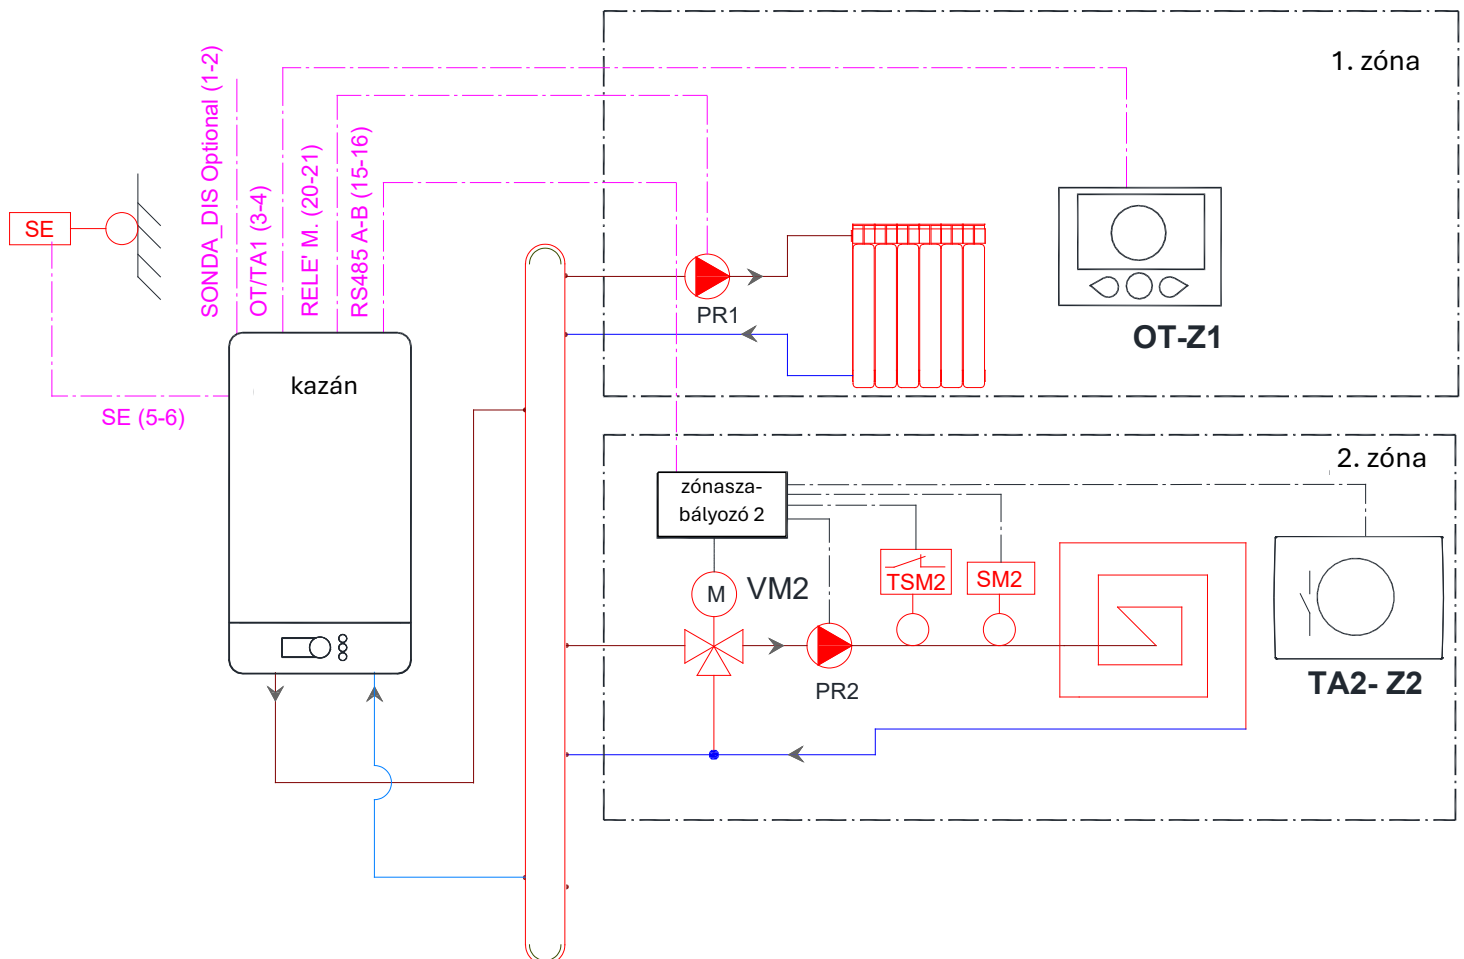 1. zóna
SONDA_DIS Optional (1-2)
OT/TA1 (3-4)
RELE' M. (20-21)
RS485 A-B (15-16)
SE
PR1
OT-Z1
kazán
SE (5-6)
2. zóna
zónasza-
bályozó 2
TSM2
SM2
M
VM2
PR2
TA2- Z2